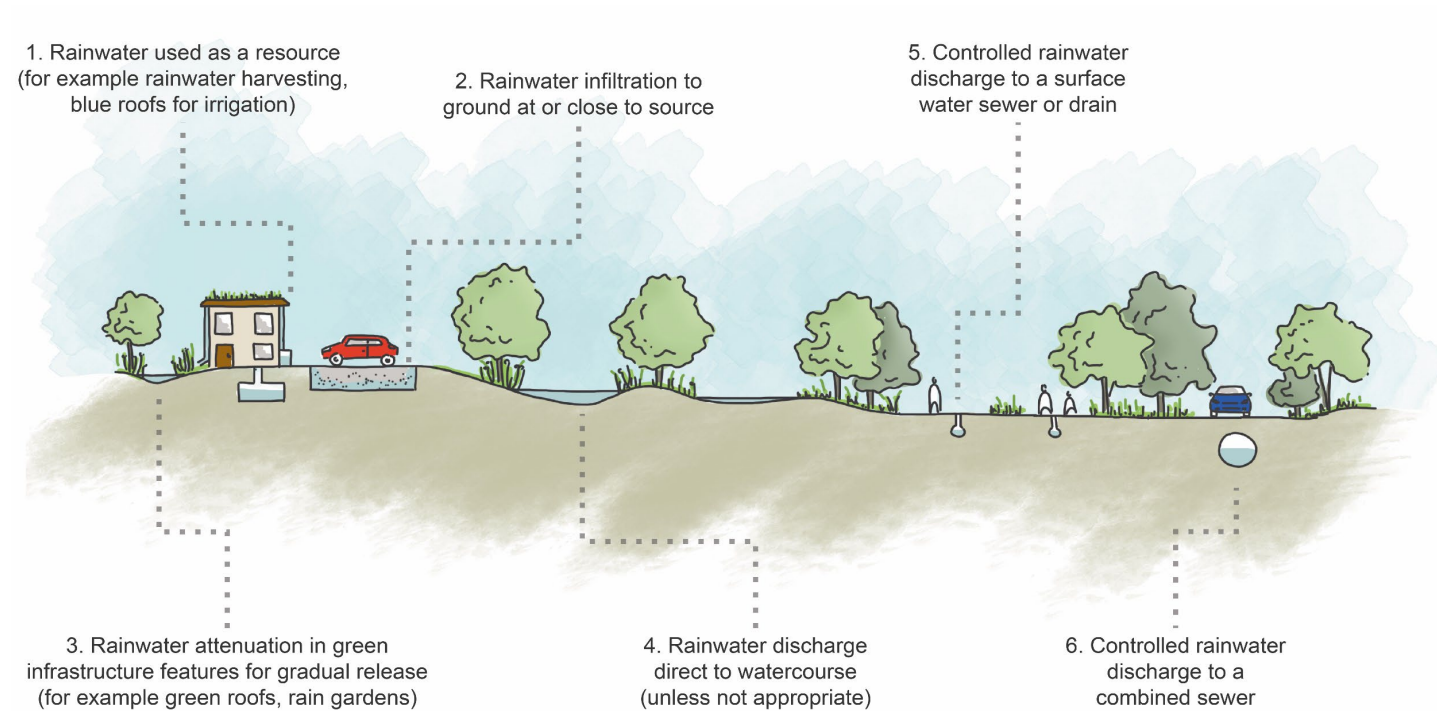 1. Rainwater used as a resource
(for example rainwater harvesting,
blue roofs for irrigation)
2. Rainwater infiltration to
ground at or close to source
5. Controlled rainwater
discharge to a surface
water sewer or drain
3. Rainwater attenuation in green
infrastructure features for gradual release
(for example green roofs, rain gardens)
4. Rainwater discharge
direct to watercourse
(unless not appropriate)
6. Controlled rainwater
discharge to a
combined sewer